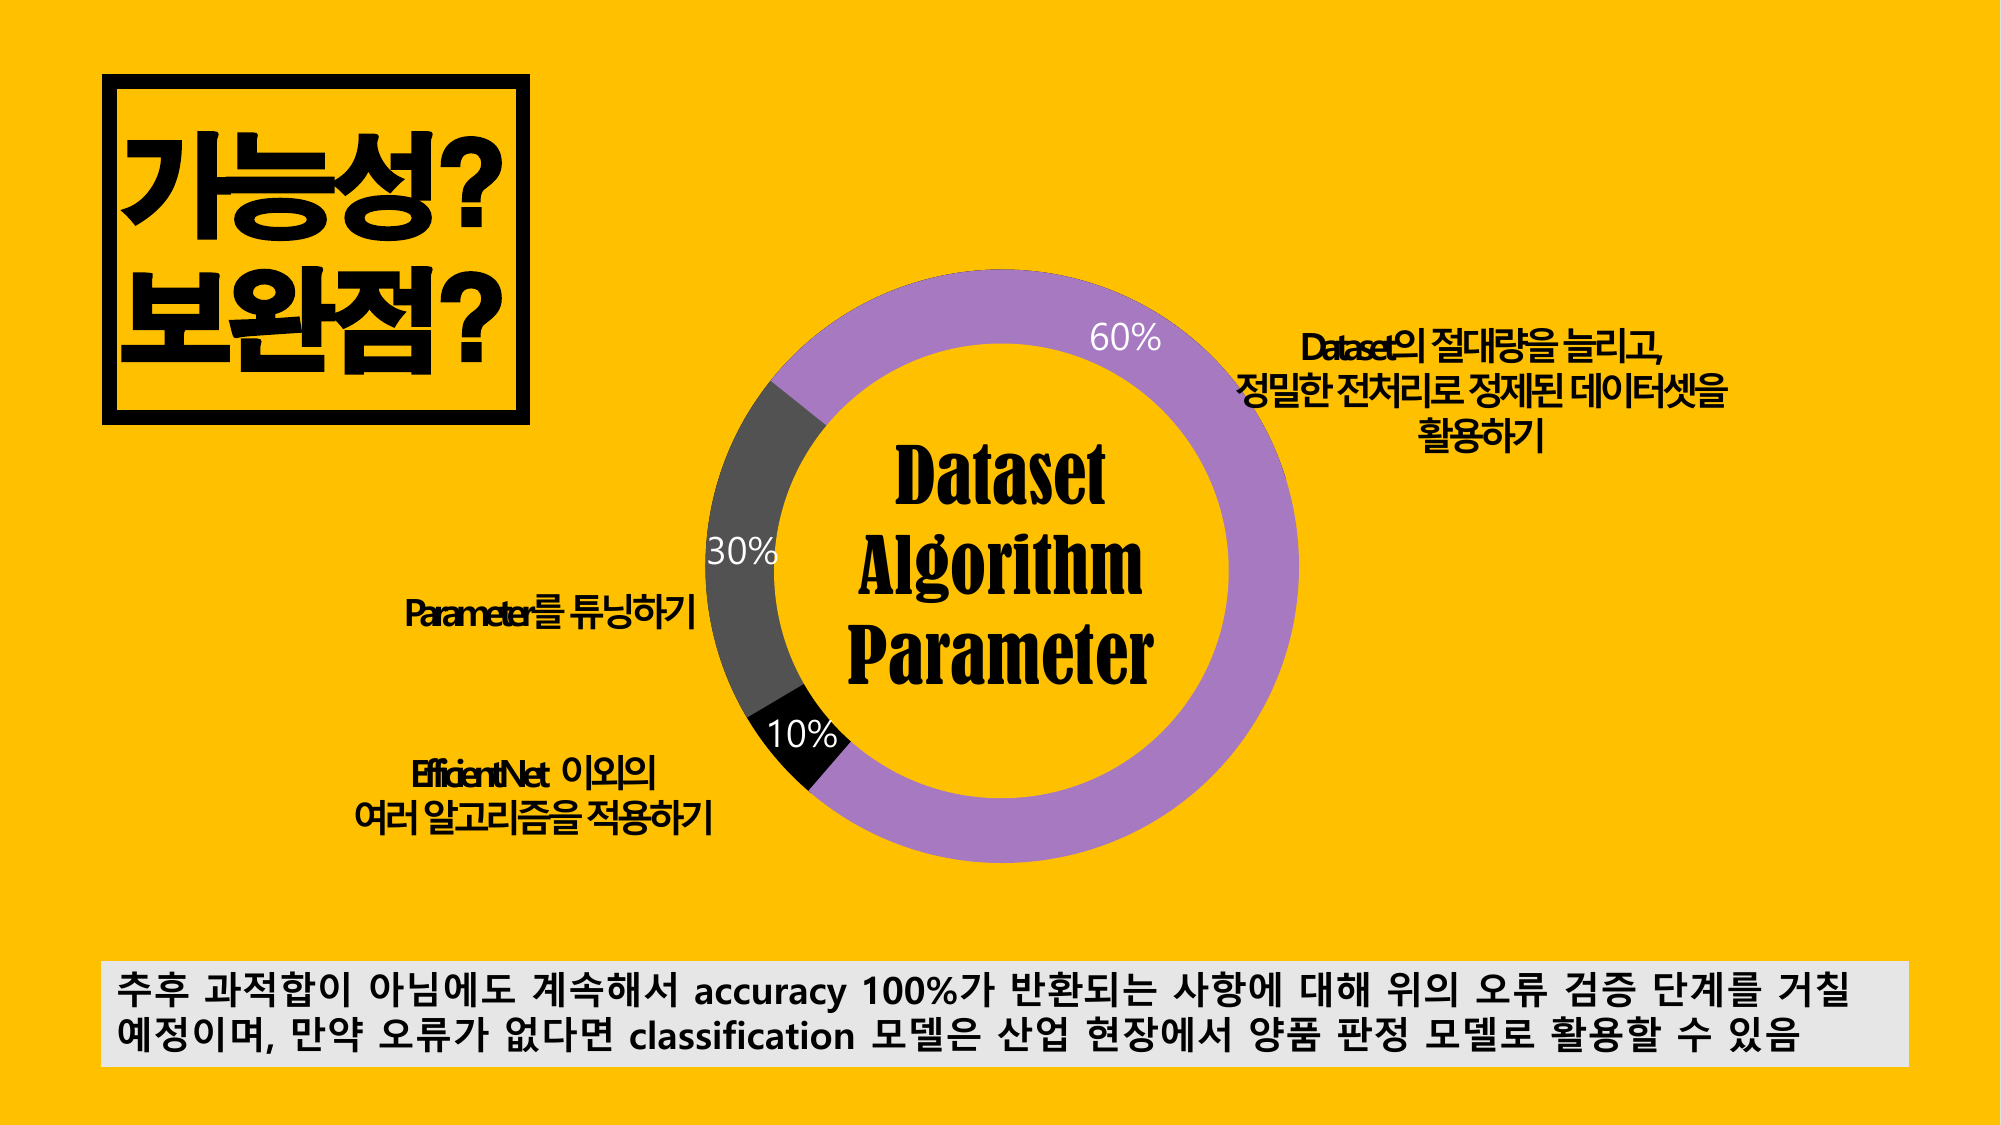 가능성?
보완점?
60%
Dataset의 절대량을 늘리고,
정밀한 전처리로 정제된 데이터셋을
활용하기
Dataset
Algorithm
Parameter
30%
Parameter를 튜닝하기
10%
EfficientNet 이외의
여러 알고리즘을 적용하기
추후 과적합이 아님에도 계속해서 accuracy 100%가 반환되는 사항에 대해 위의 오류 검증 단계를 거칠
예정이며, 만약 오류가 없다면 classification 모델은 산업 현장에서 양품 판정 모델로 활용할 수 있음